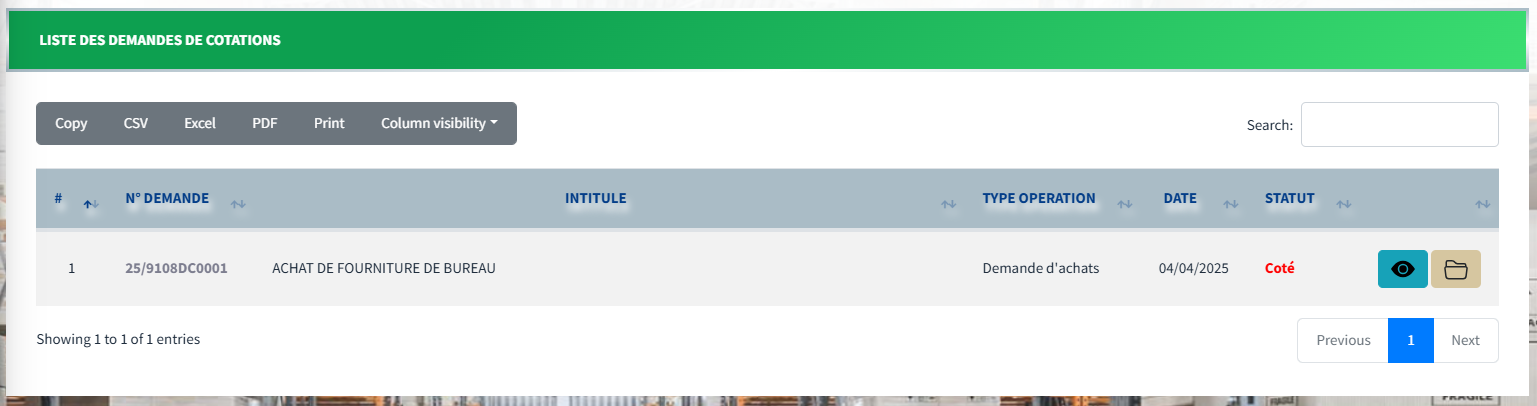 LISTE DES DEMANDES DE COTATIONS
Copy CSV Excel PDF Print Column visibility
Search:
# N° DEMANDE INTITULE TYPE OPERATION DATE STATUT
1 25/9108DC0001 ACHAT DE FOURNITURE DE BUREAU Demande d'achats 04/04/2025 Coté
Showing 1 to 1 of 1 entries
Previous 1 Next
FRAGILE